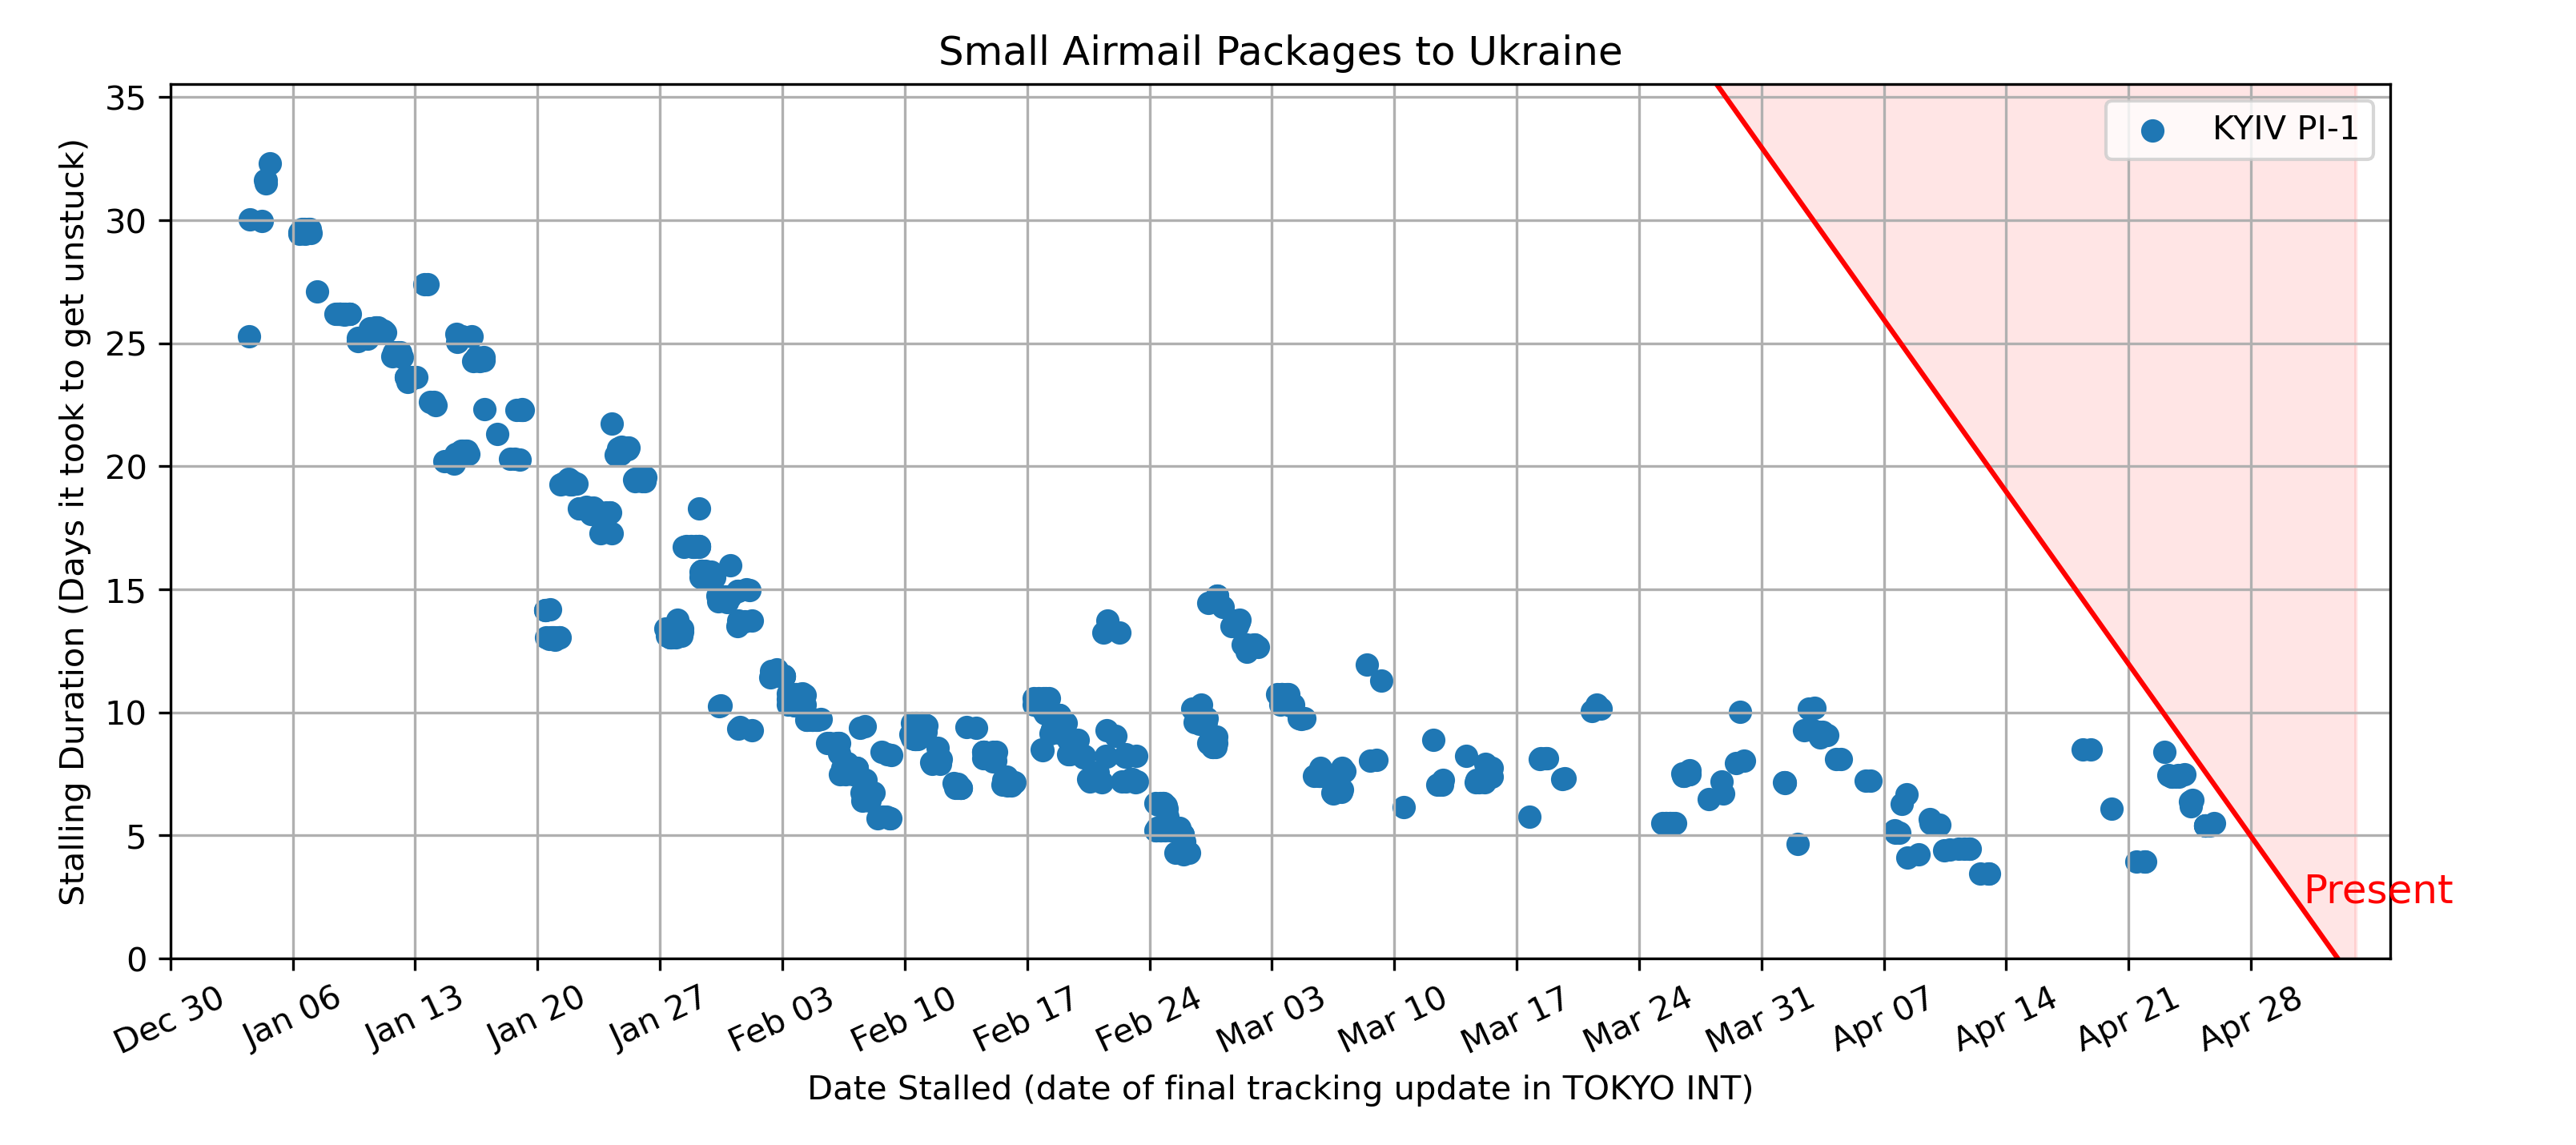 Small Airmail Packages to Ukraine
Stalling Duration (Days it took to get unstuck)
35
30
25
20
15
10
5
0
KYIV PI-1
Present
Dec 30
Jan 06
Jan 13
Jan 20
Jan 27
Feb 03
Feb 10
Feb 17
Feb 24
Mar 03
Mar 10
Mar 17
Mar 24
Mar 31
Apr 07
Apr 14
Apr 21
Apr 28
Date Stalled (date of final tracking update in TOKYO INT)